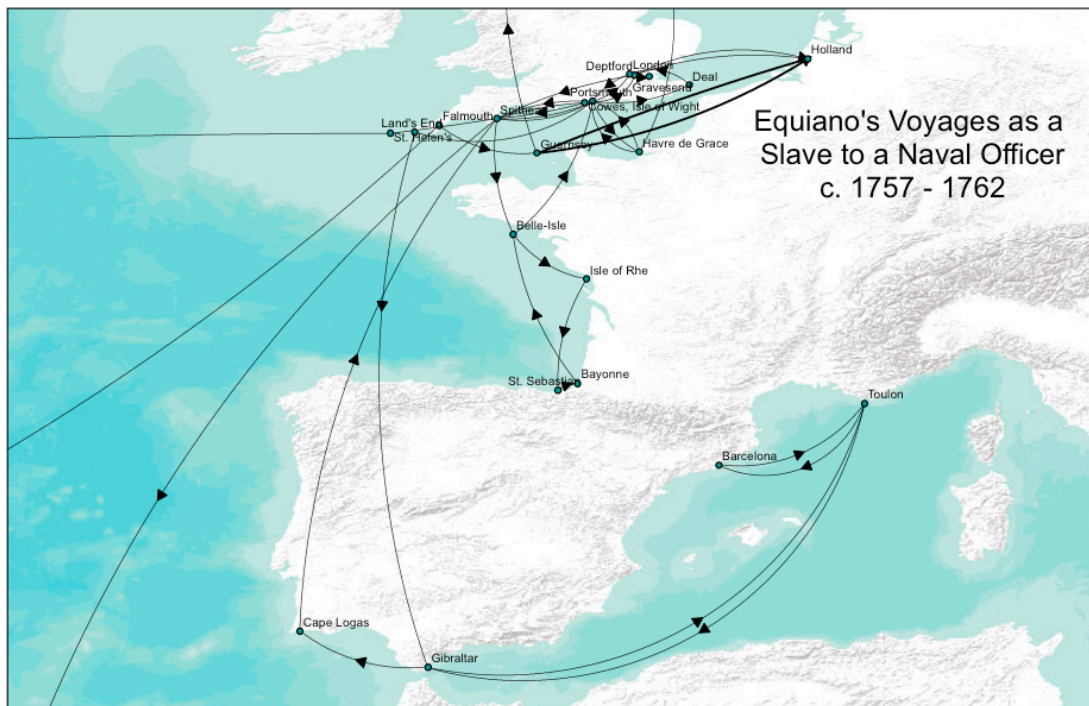 Holland
Deptford
London
Gravesend
Deal
Portsmouth
Cowes, Isle of Wight
Spithead
Falmouth
Land's End
St. Helen's
Guernsey
Havre de Grace
Equiano's Voyages as a
Slave to a Naval Officer
c. 1757 - 1762
Belle-Isle
Isle of Rhe
Bayonne
St. Sebastian
Toulon
Barcelona
Cape Logas
Gibraltar